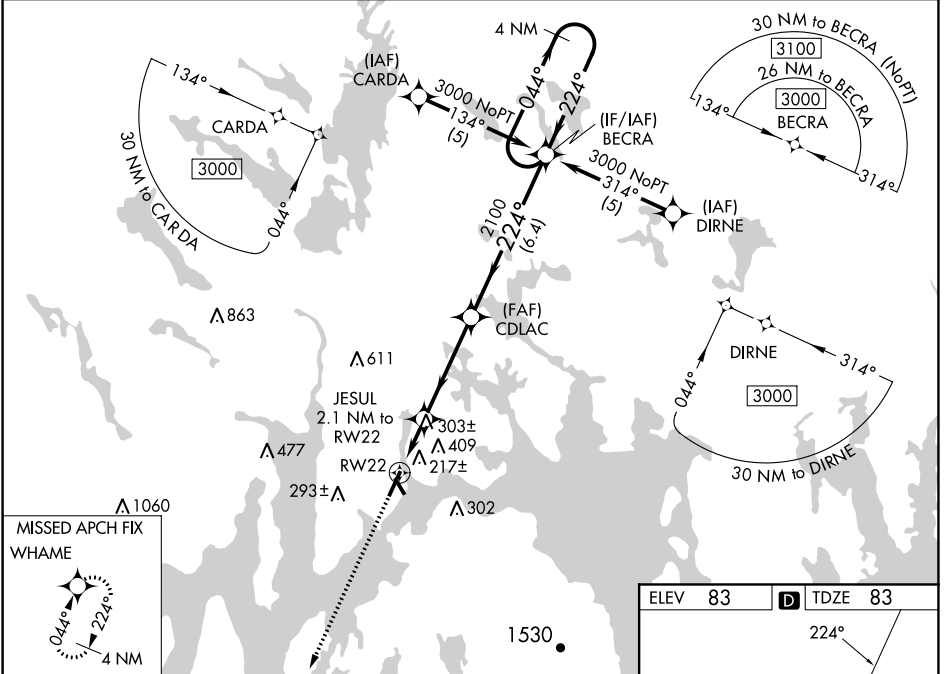 4 NM
044°
224°
(IAF)
CARDA
3000 NoPT
134°
(5)
(IF/IAF)
BECRA
3000 NoPT
314°
(5)
(IAF)
DIRNE
134°
CARDA
3000
044°
30 NM to CARDA
30 NM to BECRA (NoPT)
3100
26 NM to BECRA
3000
BECRA
134°
314°
2100
224°
(6.4)
(FAF)
CDLAC
863
611
JESUL
2.1 NM to
RW22
303±
409
217±
477
RW22
293±
302
1060
DIRNE
314°
044°
3000
30 NM to DIRNE
MISSED APCH FIX
WHAME
044°
224°
4 NM
1530
ELEV 83 D TDZE 83
224°